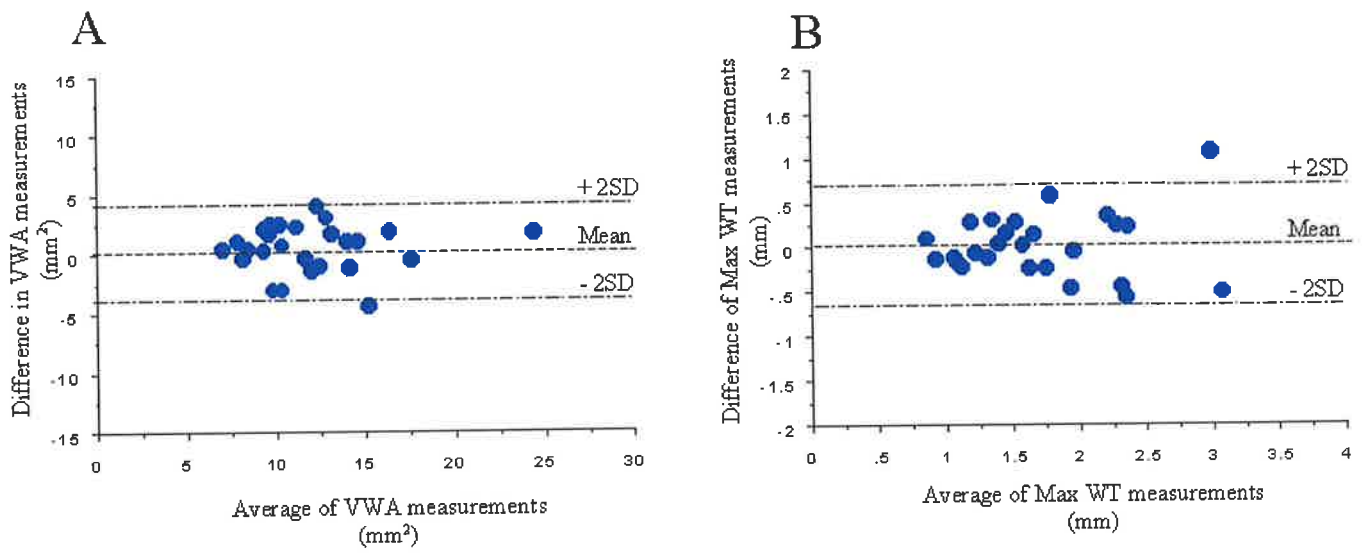 A
Difference in VWA measurements
(mm²)
15
10
5
0
-5
-10
-15
+2SD
Mean
-2SD
0 5 10 15 20 25 30
Average of VWA measurements
(mm²)
B
Difference of Max WT measurements
(mm)
2
1.5
1
.5
0
-.5
-1
-1.5
-2
+2SD
Mean
-2SD
0 .5 1 1.5 2 2.5 3 3.5 4
Average of Max WT measurements
(mm)